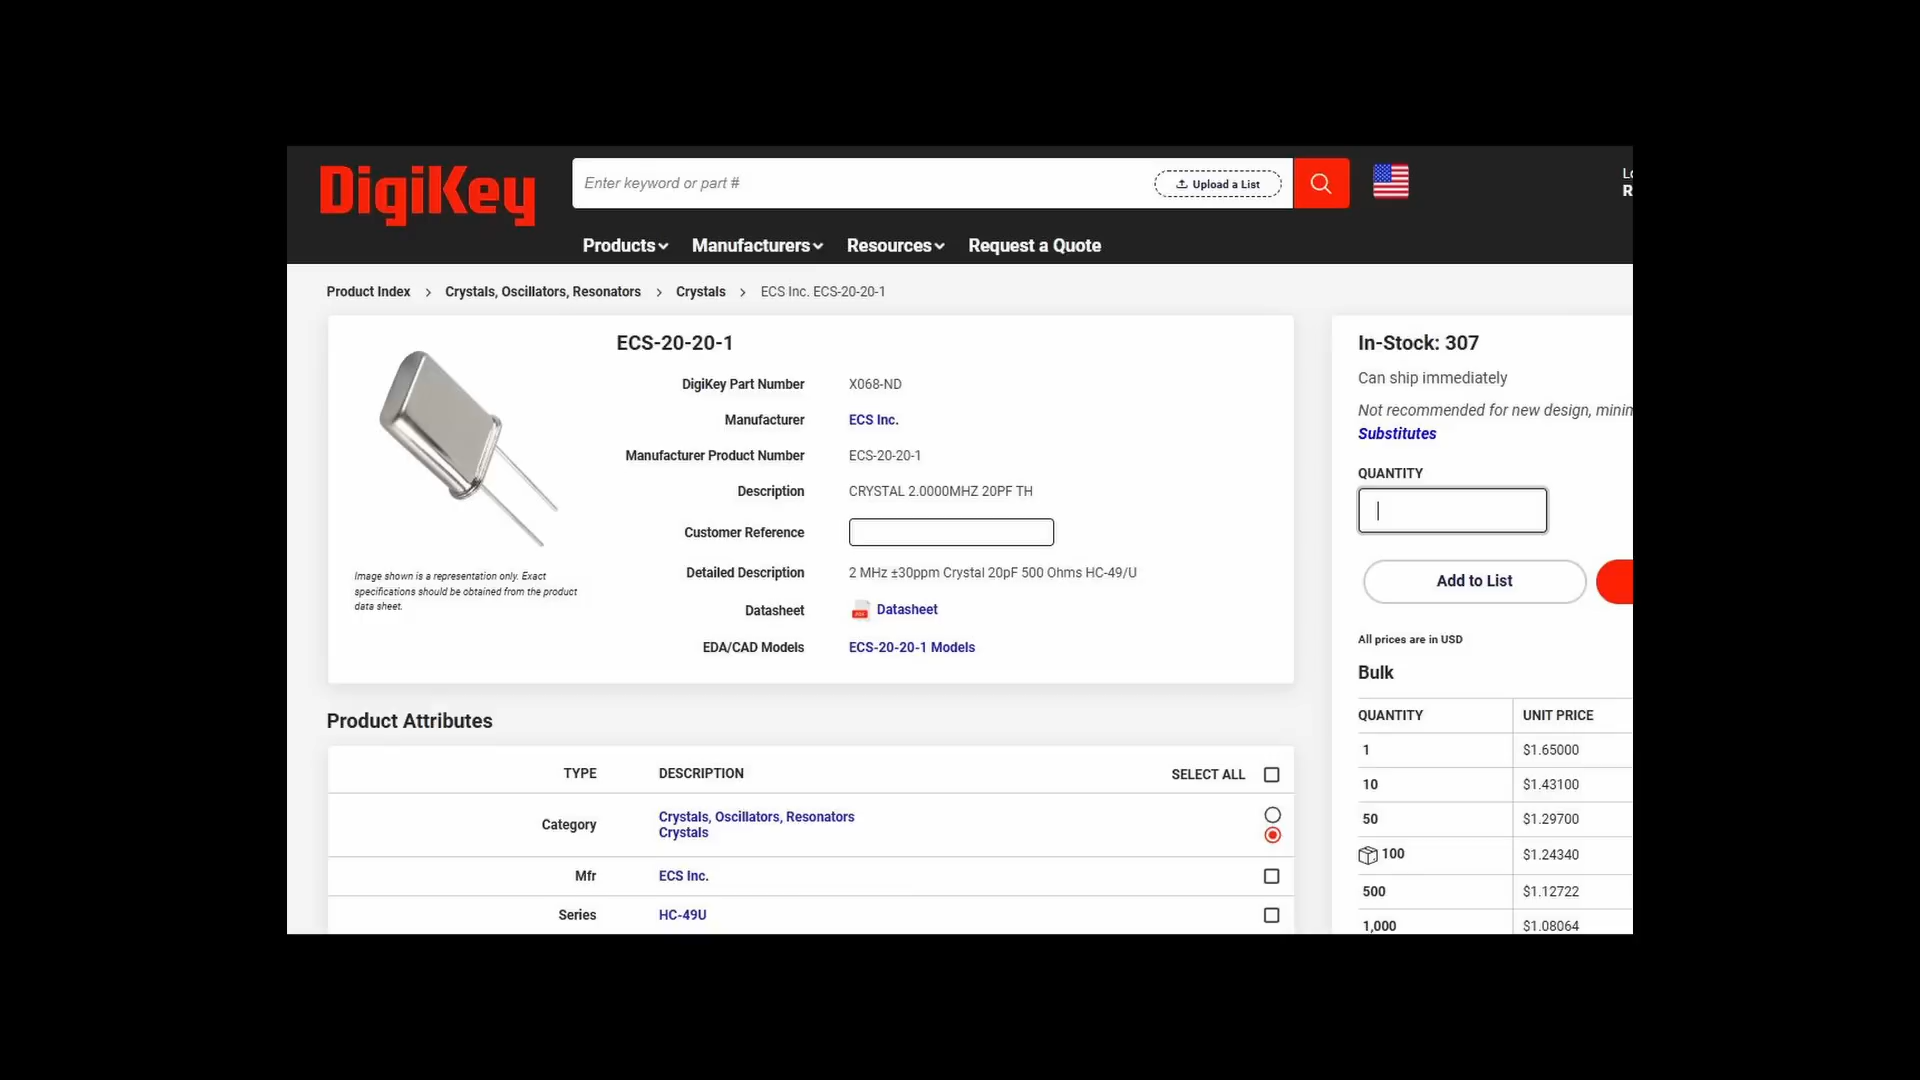 DigiKey
Enter keyword or part #
Upload a List
Products
Manufacturers
Resources
Request a Quote
Product Index > Crystals, Oscillators, Resonators > Crystals > ECS Inc. ECS-20-20-1
ECS-20-20-1
DigiKey Part Number X068-ND
Manufacturer ECS Inc.
Manufacturer Product Number ECS-20-20-1
Description CRYSTAL 2.0000MHZ 20PF TH
Customer Reference
Detailed Description 2 MHz ±30ppm Crystal 20pF 500 Ohms HC-49/U
Datasheet Datasheet
EDA/CAD Models ECS-20-20-1 Models
Image shown is a representation only. Exact
specifications should be obtained from the product
data sheet.
In-Stock: 307
Can ship immediately
Not recommended for new design,
Substitutes
QUANTITY
Add to List
All prices are in USD
Bulk
QUANTITY UNIT PRICE
1 $1.65000
10 $1.43100
50 $1.29700
100 $1.24340
500 $1.12722
1,000 $1.08064
Product Attributes
TYPE DESCRIPTION SELECT ALL
Category Crystals, Oscillators, Resonators
Crystals
Mfr ECS Inc.
Series HC-49U